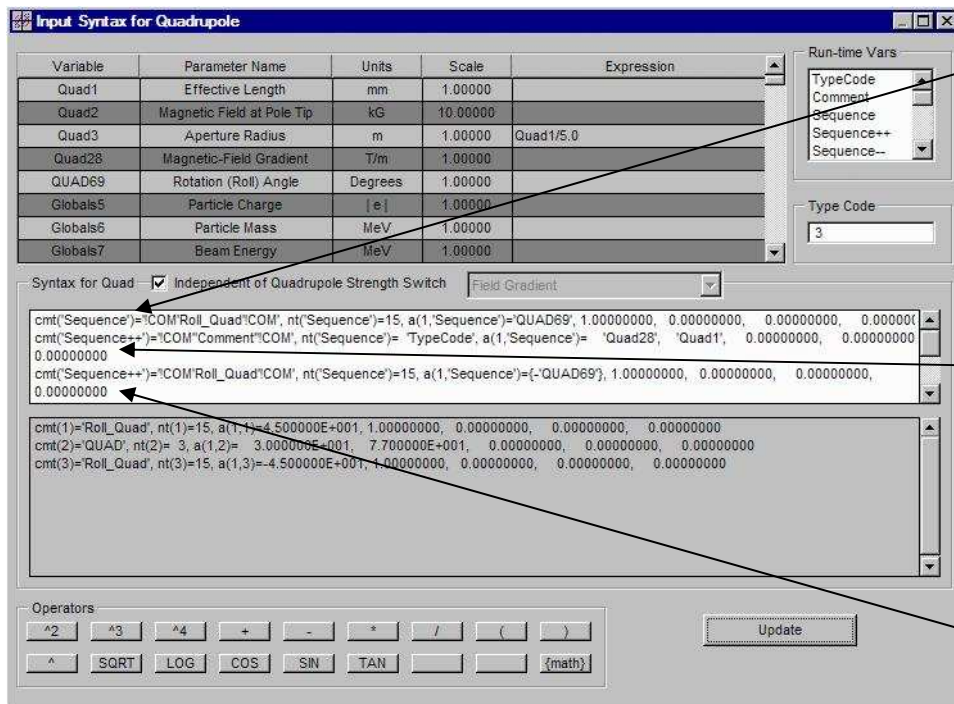 Input Syntax for Quadrupole
Variable Parameter Name Units Scale Expression
Quad1 Effective Length mm 1.00000
Quad2 Magnetic Field at Pole Tip kG 10.00000
Quad3 Aperture Radius m 1.00000 Quad1/5.0
Quad28 Magnetic-Field Gradient T/m 1.00000
QUAD69 Rotation (Roll) Angle Degrees 1.00000
Globals5 Particle Charge |e| 1.00000
Globals6 Particle Mass MeV 1.00000
Globals7 Beam Energy MeV 1.00000
Run-time Vars
TypeCode
Comment
Sequence
Sequence++
Sequence--
Type Code
3
Syntax for Quad Independent of Quadrupole Strength Switch Field Gradient
cmt('Sequence')='!COM'Roll_Quad'!COM', nt('Sequence')=15, a(1,'Sequence')='QUAD69', 1.00000000, 0.00000000, 0.00000000, 0.00000
cmt('Sequence++')='!COM''Comment''!COM', nt('Sequence')= 'TypeCode', a(1,'Sequence')= 'Quad28', 'Quad1', 0.00000000, 0.00000000
0.00000000
cmt('Sequence++')='!COM'Roll_Quad'!COM', nt('Sequence')=15, a(1,'Sequence')={-'QUAD69'}, 1.00000000, 0.00000000, 0.00000000,
0.00000000
cmt(1)='Roll_Quad', nt(1)=15, a(1,1)=4.500000E+001, 1.00000000, 0.00000000, 0.00000000, 0.00000000
cmt(2)='QUAD', nt(2)= 3, a(1,2)= 3.000000E+001, 7.700000E+001, 0.00000000, 0.00000000, 0.00000000
cmt(3)='Roll_Quad', nt(3)=15, a(1,3)=-4.500000E+001, 1.00000000, 0.00000000, 0.00000000, 0.00000000
Operators
^2 ^3 ^4 + - * / ( )
^ SQRT LOG COS SIN TAN {math}
Update